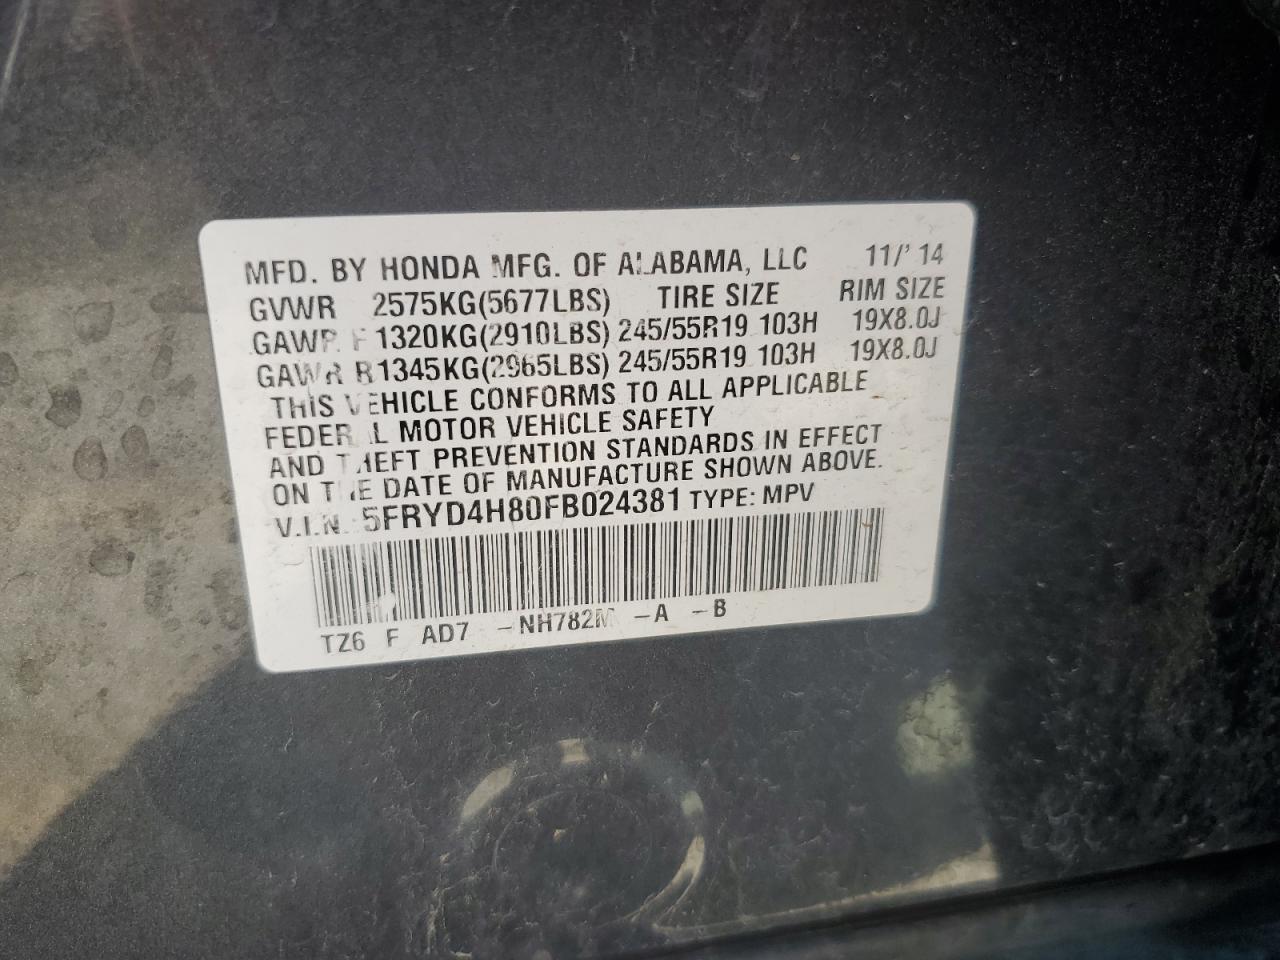 MFD. BY HONDA MFG. OF ALABAMA, LLC 11/' 14
GVWR 2575KG(5677LBS) TIRE SIZE RIM SIZE
GAWR F 1320KG(2910LBS) 245/55R19 103H 19X8.0J
GAWR R 1345KG(2965LBS) 245/55R19 103H 19X8.0J
THIS VEHICLE CONFORMS TO ALL APPLICABLE
FEDERAL MOTOR VEHICLE SAFETY
AND THEFT PREVENTION STANDARDS IN EFFECT
ON THE DATE OF MANUFACTURE SHOWN ABOVE.
V.I.N.: 5FRYD4H80FB024381 TYPE: MPV
TZ6 F AD7 -NH782M -A -B